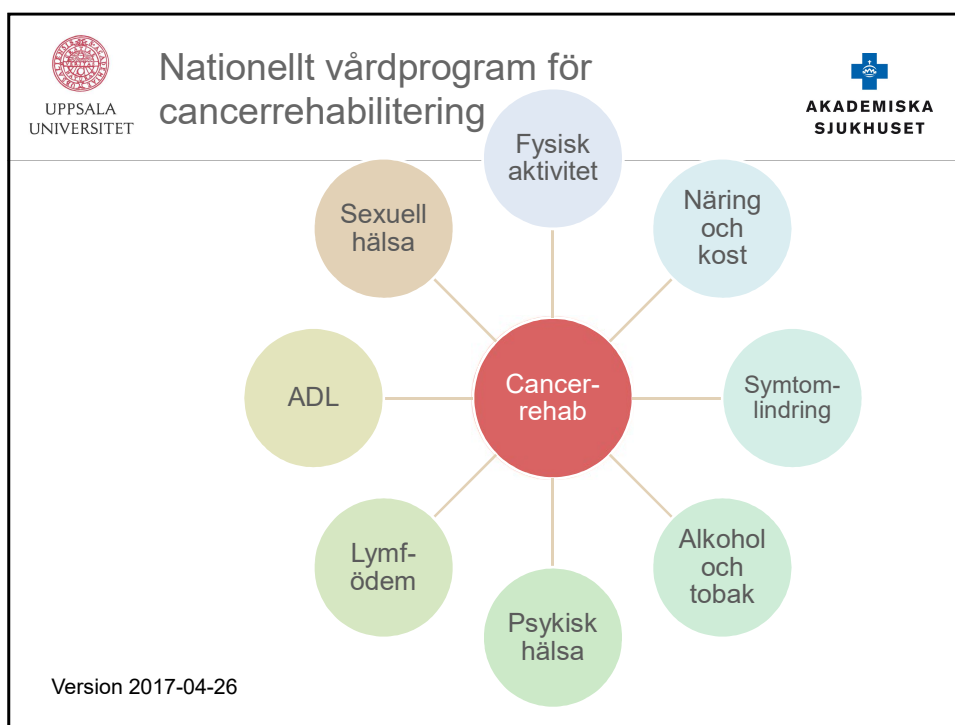 UPPSALA
UNIVERSITET
Nationellt vårdprogram för
cancerrehabilitering
AKADEMISKA
SJUKHUSET
Fysisk
aktivitet
Näring
och
kost
Symtom-
lindring
Alkohol
och
tobak
Psykisk
hälsa
Lymf-
ödem
ADL
Sexuell
hälsa
Cancer-
rehab
Version 2017-04-26